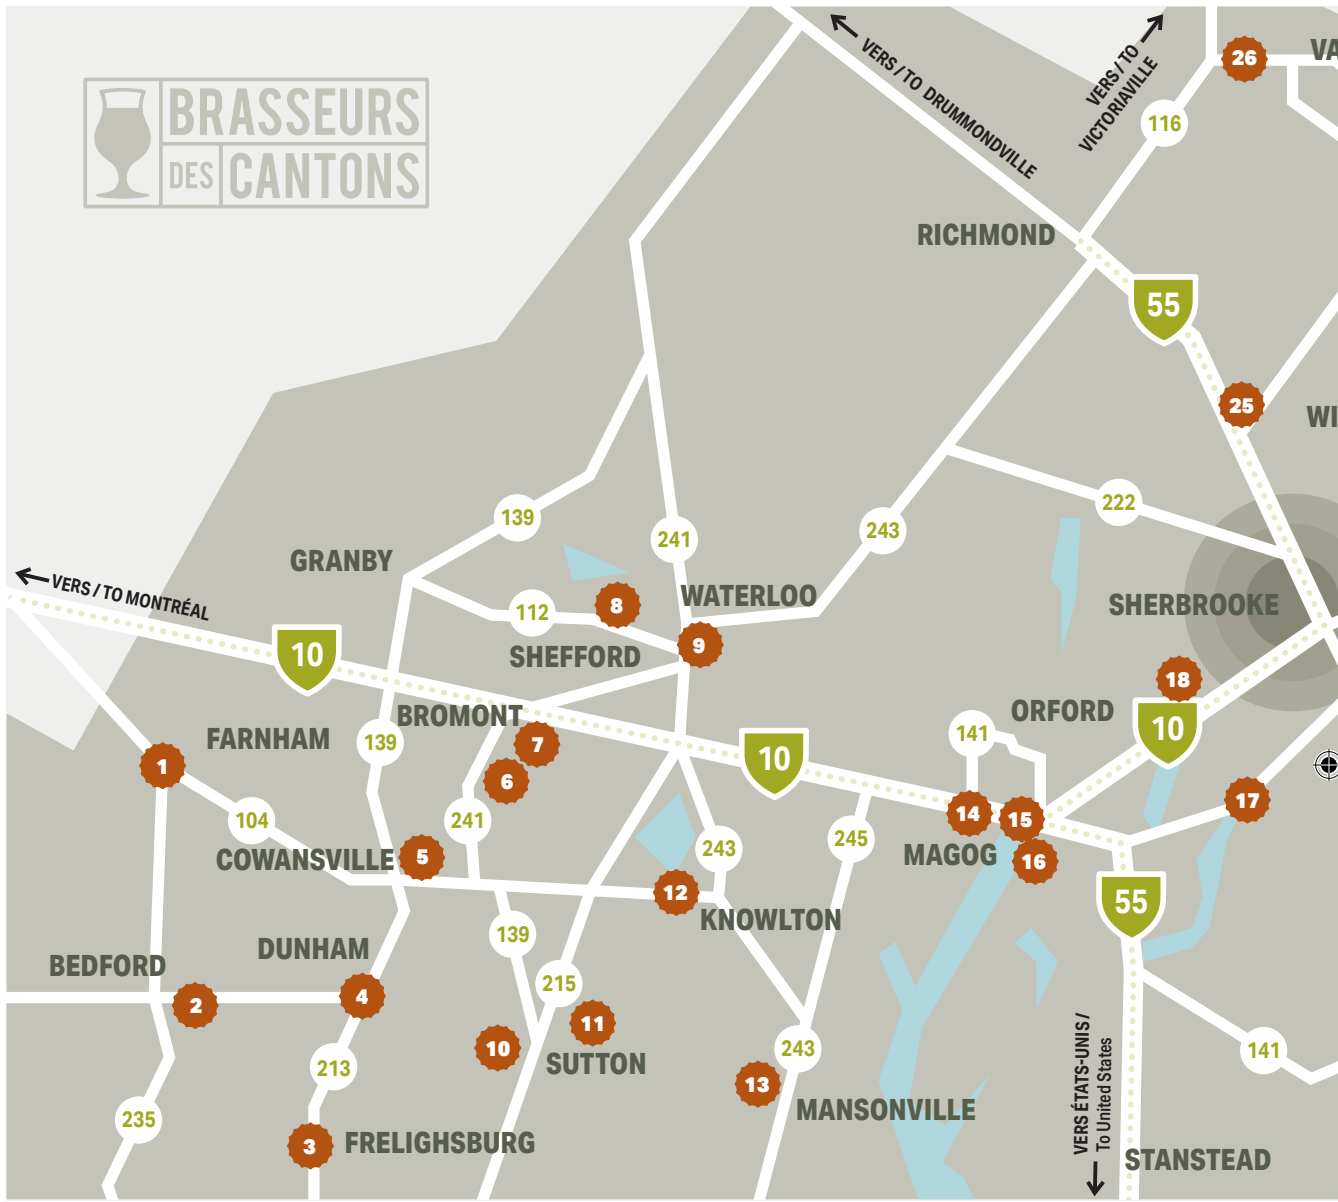 BRASSEURS
DES CANTONS
VERS / TO DRUMMONDVILLE
VERS / TO
VICTORIAVILLE
26
VA
116
RICHMOND
55
25
WI
139
241
243
222
GRANBY
VERS / TO MONTRÉAL
112
8
WATERLOO
SHERBROOKE
10
SHEFFORD
9
18
BROMONT
ORFORD
FARNHAM
139
7
141
10
1
10
6
104
241
243
245
14
15
17
COWANSVILLE
5
MAGOG
16
12
55
KNOWLTON
139
DUNHAM
BEDFORD
2
4
215
11
10
SUTTON
243
141
213
13
MANSONVILLE
235
3
FRELIGHSBURG
VERS ÉTATS-UNIS /
To United States
STANSTEAD